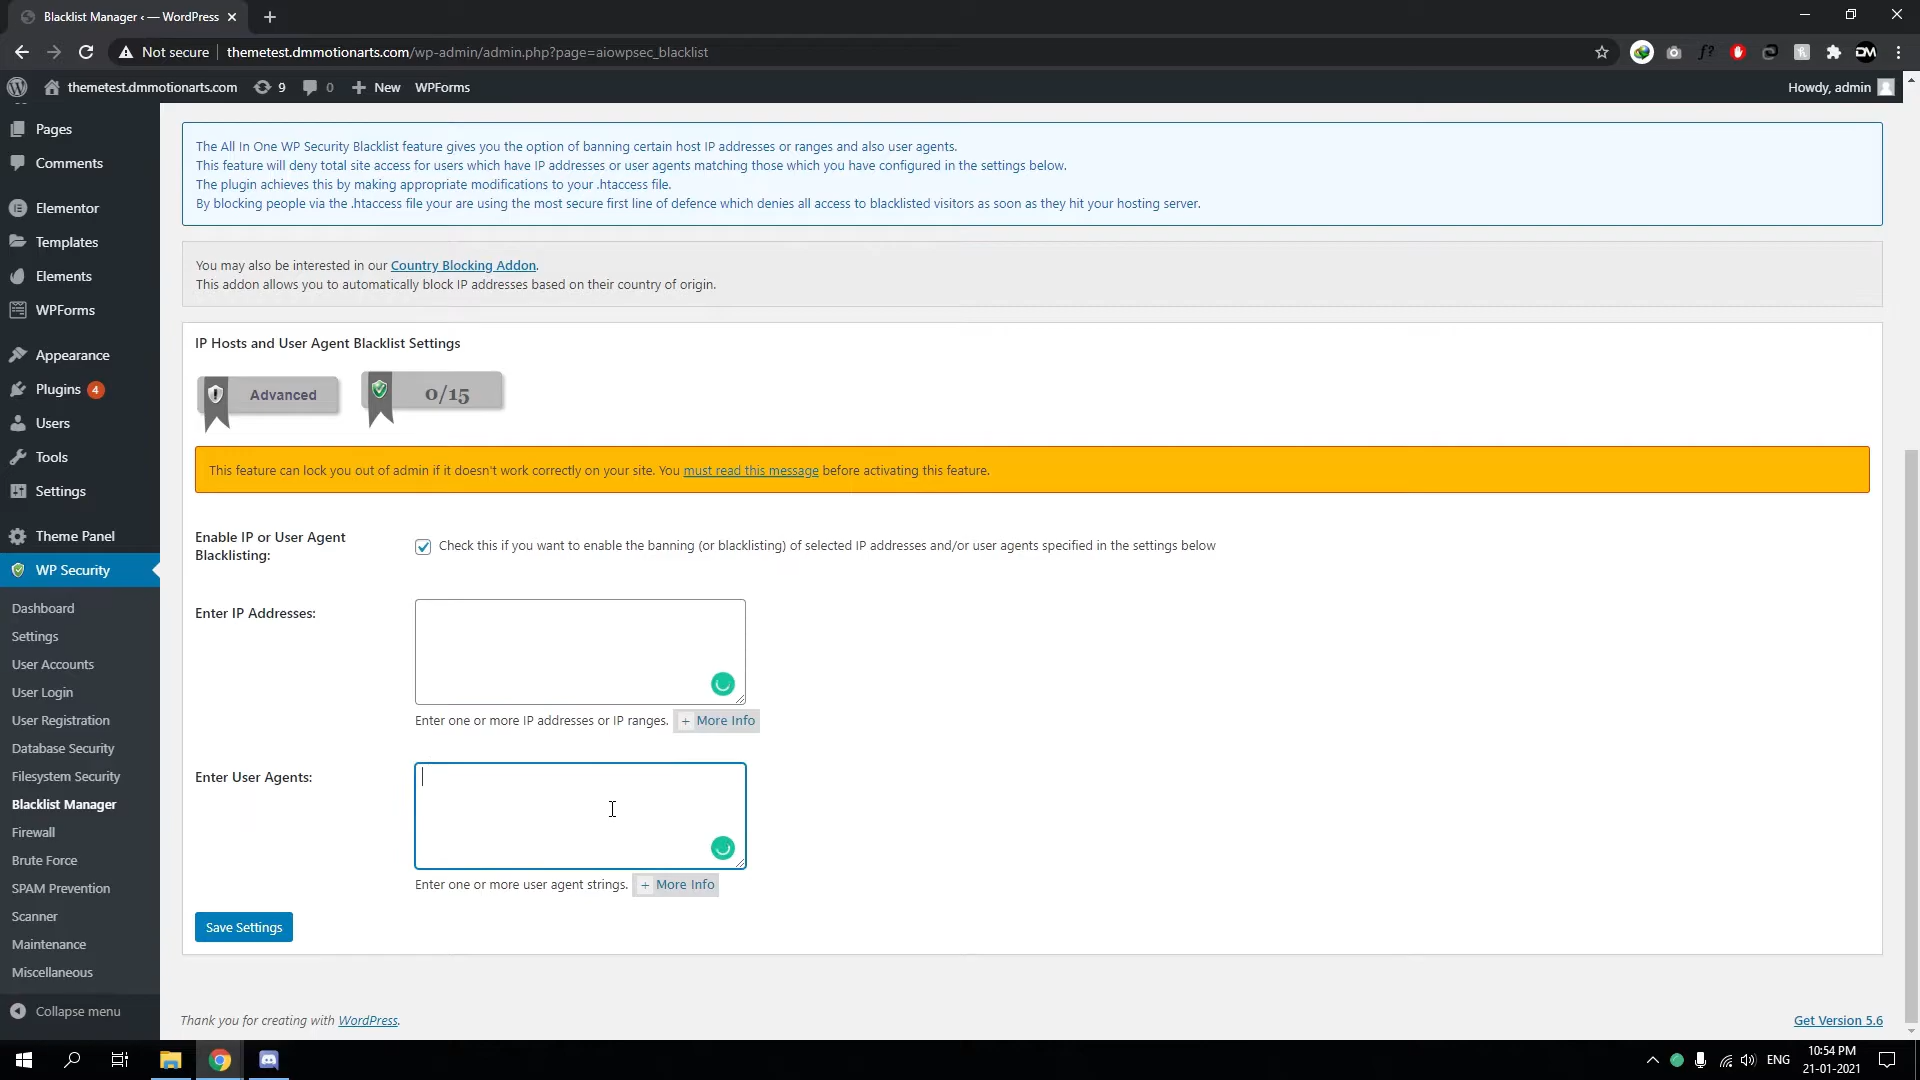 Blacklist Manager ‹ — WordPress
Not secure
themetest.dmmotionarts.com/wp-admin/admin.php?page=aiowpsec_blacklist
f?
DM
themetest.dmmotionarts.com
9
0
New
WPForms
Howdy, admin
Pages
Comments
Elementor
Templates
Elements
WPForms
Appearance
Plugins 4
Users
Tools
Settings
Theme Panel
WP Security
Dashboard
Settings
User Accounts
User Login
User Registration
Database Security
Filesystem Security
Blacklist Manager
Firewall
Brute Force
SPAM Prevention
Scanner
Maintenance
Miscellaneous
Collapse menu
The All In One WP Security Blacklist feature gives you the option of banning certain host IP addresses or ranges and also user agents.
This feature will deny total site access for users which have IP addresses or user agents matching those which you have configured in the settings below.
The plugin achieves this by making appropriate modifications to your .htaccess file.
By blocking people via the .htaccess file your are using the most secure first line of defence which denies all access to blacklisted visitors as soon as they hit your hosting server.
You may also be interested in our Country Blocking Addon.
This addon allows you to automatically block IP addresses based on their country of origin.
IP Hosts and User Agent Blacklist Settings
Advanced
0/15
This feature can lock you out of admin if it doesn't work correctly on your site. You must read this message before activating this feature.
Enable IP or User Agent
Blacklisting:
Check this if you want to enable the banning (or blacklisting) of selected IP addresses and/or user agents specified in the settings below
Enter IP Addresses:
Enter one or more IP addresses or IP ranges.
+ More Info
Enter User Agents:
Enter one or more user agent strings.
+ More Info
Save Settings
Thank you for creating with WordPress.
Get Version 5.6
ENG
10:54 PM
21-01-2021